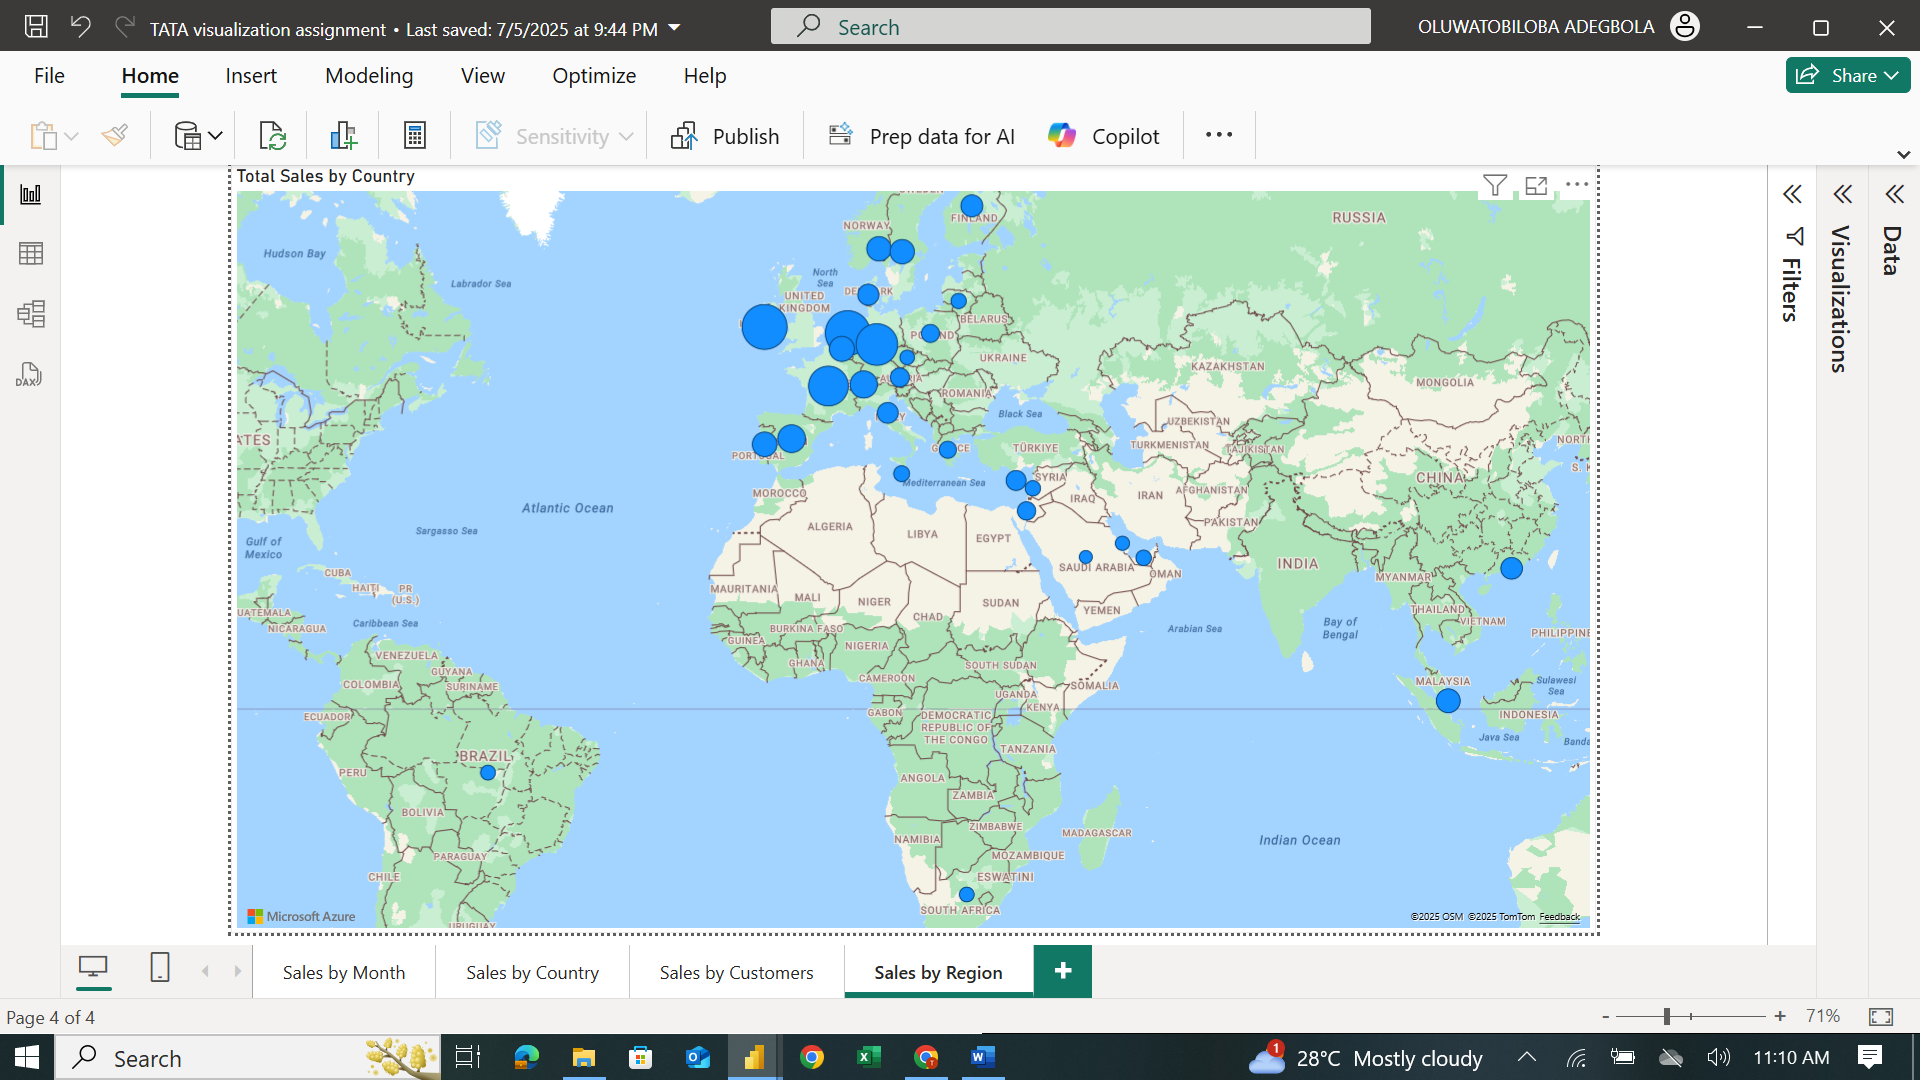 TATA visualization assignment • Last saved: 7/5/2025 at 9:44 PM
Search
OLUWATOBILOBA ADEGBOLA
File Home Insert Modeling View Optimize Help
Share
Sensitivity
Publish
Prep data for AI
Copilot
Total Sales by Country
FINLAND
NORWAY
RUSSIA
Hudson Bay
Labrador Sea
North
Sea
UNITED
KINGDOM
BELARUS
UKRAINE
KAZAKHSTAN
MONGOLIA
ROMANIA
Black Sea
UZBEKISTAN
TURKMENISTAN
TAJIKISTAN
TÜRKIYE
SYRIA
Mediterranean Sea
MOROCCO
IRAQ
IRAN
AFGHANISTAN
CHINA
Atlantic Ocean
Sargasso Sea
ALGERIA
LIBYA
EGYPT
PAKISTAN
Gulf of
Mexico
SAUDI ARABIA
OMAN
INDIA
CUBA
HAITI
PR
(U.S.)
MAURITANIA
MALI
NIGER
CHAD
SUDAN
YEMEN
MYANMAR
THAILAND
VIETNAM
NICARAGUA
Caribbean Sea
BURKINA FASO
GUINEA
GHANA
NIGERIA
Arabian Sea
Bay of
Bengal
PHILIPPINE
VENEZUELA
GUYANA
SURINAME
COLOMBIA
CAMEROON
SOUTH SUDAN
SOMALIA
MALAYSIA
Sulawesi
Sea
ECUADOR
GABON
DEMOCRATIC
REPUBLIC OF
THE CONGO
UGANDA
KENYA
INDONESIA
Java Sea
Banda
BRAZIL
PERU
TANZANIA
ANGOLA
ZAMBIA
BOLIVIA
NAMIBIA
ZIMBABWE
MADAGASCAR
Indian Ocean
PARAGUAY
MOZAMBIQUE
CHILE
ESWATINI
SOUTH AFRICA
URUGUAY
Microsoft Azure
©2025 OSM ©2025 TomTom Feedback
Filters
Visualizations
Data
DAX
Sales by Month
Sales by Country
Sales by Customers
Sales by Region
Page 4 of 4
- + 71%
Search
1
28°C Mostly cloudy
11:10 AM